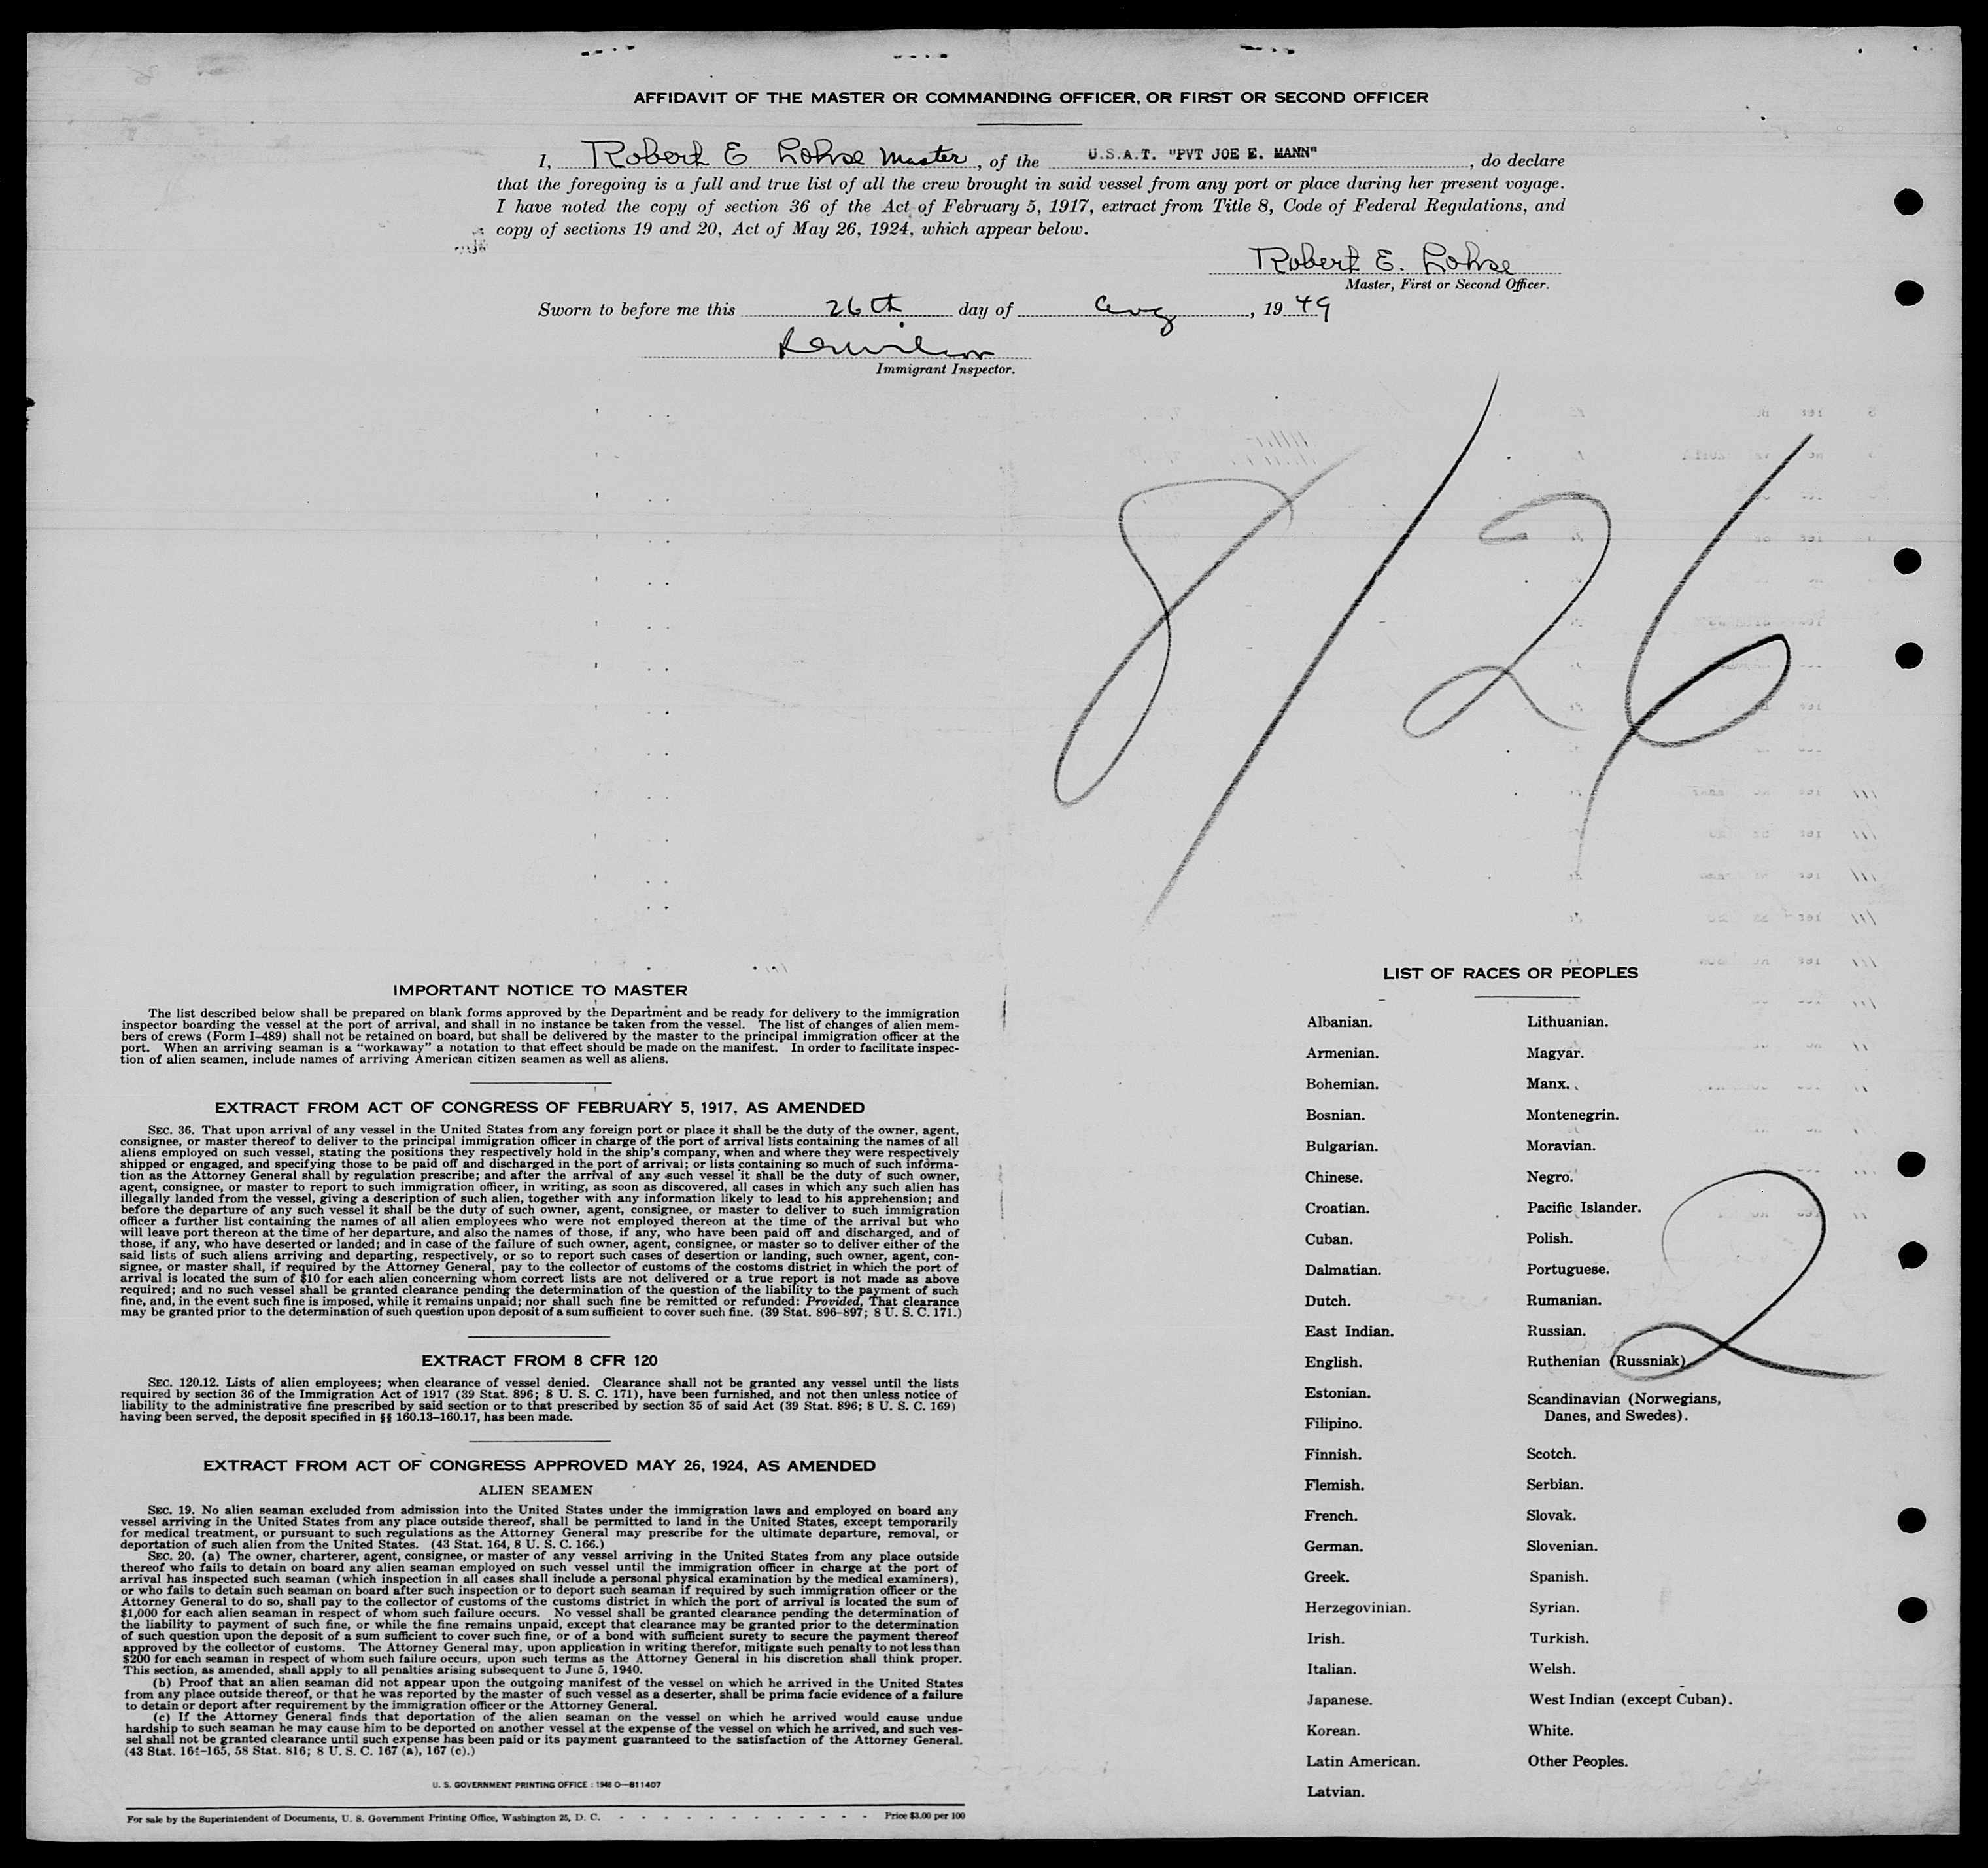 AFFIDAVIT OF THE MASTER OR COMMANDING OFFICER, OR FIRST OR SECOND OFFICER
I, Robert E Lohse Master, of the U.S.A.T. "PVT JOE E. MANN", do declare
that the foregoing is a full and true list of all the crew brought in said vessel from any port or place during her present voyage.
I have noted the copy of section 36 of the Act of February 5, 1917, extract from Title 8, Code of Federal Regulations, and
copy of sections 19 and 20, Act of May 26, 1924, which appear below.
Robert E. Lohse
Master, First or Second Officer.
Sworn to before me this 26th day of Aug, 19 49
Immigrant Inspector.
8/26
IMPORTANT NOTICE TO MASTER
The list described below shall be prepared on blank forms approved by the Department and be ready for delivery to the immigration
inspector boarding the vessel at the port of arrival, and shall in no instance be taken from the vessel. The list of changes of alien mem-
bers of crews (Form I-489) shall not be retained on board, but shall be delivered by the master to the principal immigration officer at the
port. When an arriving seaman is a "workaway" a notation to that effect should be made on the manifest. In order to facilitate inspec-
tion of alien seamen, include names of arriving American citizen seamen as well as aliens.
EXTRACT FROM ACT OF CONGRESS OF FEBRUARY 5, 1917, AS AMENDED
SEC. 36. That upon arrival of any vessel in the United States from any foreign port or place it shall be the duty of the owner, agent,
consignee, or master thereof to deliver to the principal immigration officer in charge of the port of arrival lists containing the names of all
aliens employed on such vessel, stating the positions they respectively hold in the ship's company, when and where they were respectively
shipped or engaged, and specifying those to be paid off and discharged in the port of arrival; or lists containing so much of such informa-
tion as the Attorney General shall by regulation prescribe; and after the arrival of any such vessel it shall be the duty of such owner,
agent, consignee, or master to report to such immigration officer, in writing, as soon as discovered, all cases in which any such alien has
illegally landed from the vessel, giving a description of such alien, together with any information likely to lead to his apprehension; and
before the departure of any such vessel it shall be the duty of such owner, agent, consignee, or master to deliver to such immigration
officer a further list containing the names of all alien employees who were not employed thereon at the time of the arrival but who
will leave port thereon at the time of her departure, and also the names of those, if any, who have been paid off and discharged, and of
those, if any, who have deserted or landed; and in case of the failure of such owner, agent, consignee, or master so to deliver either of the
said lists of such aliens arriving and departing, respectively, or so to report such cases of desertion or landing, such owner, agent, con-
signee, or master shall, if required by the Attorney General, pay to the collector of customs of the costoms district in which the port of
arrival is located the sum of $10 for each alien concerning whom correct lists are not delivered or a true report is not made as above
required; and no such vessel shall be granted clearance pending the determination of the question of the liability to the payment of such
fine, and, in the event such fine is imposed, while it remains unpaid; nor shall such fine be remitted or refunded: Provided, That clearance
may be granted prior to the determination of such question upon deposit of a sum sufficient to cover such fine. (39 Stat. 896-897; 8 U. S. C. 171.)
EXTRACT FROM 8 CFR 120
SEC. 120.12. Lists of alien employees; when clearance of vessel denied. Clearance shall not be granted any vessel until the lists
required by section 36 of the Immigration Act of 1917 (39 Stat. 896; 8 U. S. C. 171), have been furnished, and not then unless notice of
liability to the administrative fine prescribed by said section or to that prescribed by section 35 of said Act (39 Stat. 896; 8 U. S. C. 169)
having been served, the deposit specified in §§ 160.13-160.17, has been made.
EXTRACT FROM ACT OF CONGRESS APPROVED MAY 26, 1924, AS AMENDED
ALIEN SEAMEN
SEC. 19. No alien seaman excluded from admission into the United States under the immigration laws and employed on board any
vessel arriving in the United States from any place outside thereof, shall be permitted to land in the United States, except temporarily
for medical treatment, or pursuant to such regulations as the Attorney General may prescribe for the ultimate departure, removal, or
deportation of such alien from the United States. (43 Stat. 164, 8 U. S. C. 166.)
SEC. 20. (a) The owner, charterer, agent, consignee, or master of any vessel arriving in the United States from any place outside
thereof who fails to detain on board any alien seaman employed on such vessel until the immigration officer in charge at the port of
arrival has inspected such seaman (which inspection in all cases shall include a personal physical examination by the medical examiners),
or who fails to detain such seaman on board after such inspection or to deport such seaman if required by such immigration officer or the
Attorney General to do so, shall pay to the collector of customs of the customs district in which the port of arrival is located the sum of
$1,000 for each alien seaman in respect of whom such failure occurs. No vessel shall be granted clearance pending the determination of
the liability to payment of such fine, or while the fine remains unpaid, except that clearance may be granted prior to the determination
of such question upon the deposit of a sum sufficient to cover such fine, or of a bond with sufficient surety to secure the payment thereof
approved by the collector of customs. The Attorney General may, upon application in writing therefor, mitigate such penalty to not less than
$200 for each seaman in respect of whom such failure occurs, upon such terms as the Attorney General in his discretion shall think proper.
This section, as amended, shall apply to all penalties arising subsequent to June 5, 1940.
(b) Proof that an alien seaman did not appear upon the outgoing manifest of the vessel on which he arrived in the United States
from any place outside thereof, or that he was reported by the master of such vessel as a deserter, shall be prima facie evidence of a failure
to detain or deport after requirement by the immigration officer or the Attorney General.
(c) If the Attorney General finds that deportation of the alien seaman on the vessel on which he arrived would cause undue
hardship to such seaman he may cause him to be deported on another vessel at the expense of the vessel on which he arrived, and such ves-
sel shall not be granted clearance until such expense has been paid or its payment guaranteed to the satisfaction of the Attorney General.
(43 Stat. 164-165, 58 Stat. 816; 8 U. S. C. 167 (a), 167 (c).)
U. S. GOVERNMENT PRINTING OFFICE : 1948 O-811407
For sale by the Superintendent of Documents, U. S. Government Printing Office, Washington 25, D. C. - - - - - - - - - - - - Price $3.00 per 100
LIST OF RACES OR PEOPLES
Albanian.
Armenian.
Bohemian.
Bosnian.
Bulgarian.
Chinese.
Croatian.
Cuban.
Dalmatian.
Dutch.
East Indian.
English.
Estonian.
Filipino.
Finnish.
Flemish.
French.
German.
Greek.
Herzegovinian.
Irish.
Italian.
Japanese.
Korean.
Latin American.
Latvian.
Lithuanian.
Magyar.
Manx.
Montenegrin.
Moravian.
Negro.
Pacific Islander.
Polish.
Portuguese.
Rumanian.
Russian.
Ruthenian (Russniak).
Scandinavian (Norwegians,
Danes, and Swedes).
Scotch.
Serbian.
Slovak.
Slovenian.
Spanish.
Syrian.
Turkish.
Welsh.
West Indian (except Cuban).
White.
Other Peoples.
2